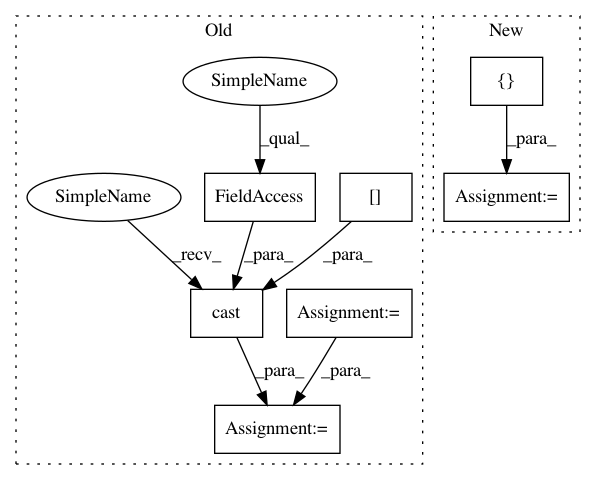 Old
New
SimpleName
{}
_qual_
_para_
SimpleName
FieldAccess
[]
Assignment:=
_recv_
_para_
_para_
cast
Assignment:=
_para_
_para_
Assignment:=